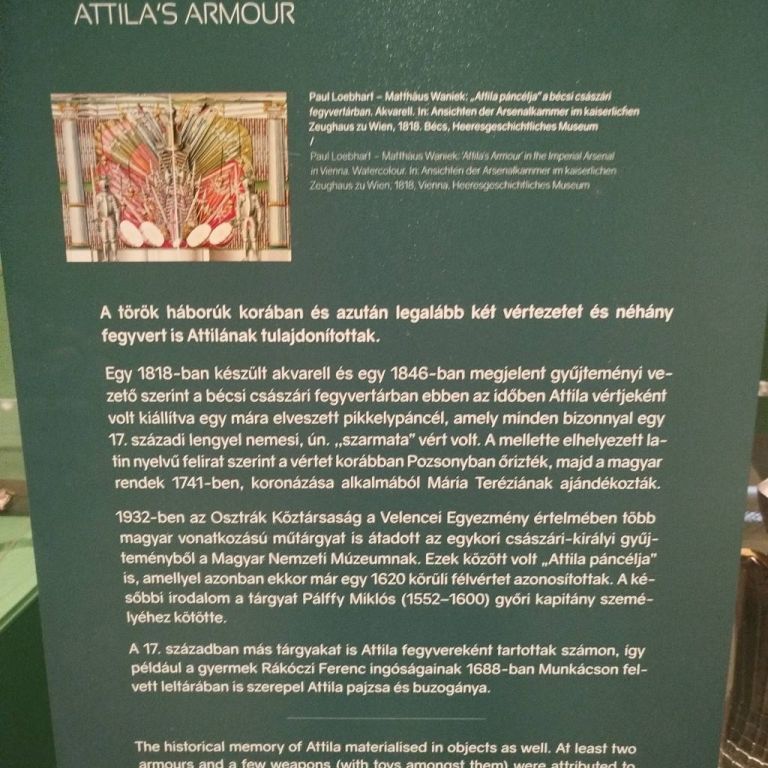 ATTILA'S ARMOUR
Paul Loebhart – Matthäus Waniek: „Attila páncélja" a bécsi császári
fegyvertárban. Akvarell. In: Ansichten der Arsenalkammer im kaiserlichen
Zeughaus zu Wien, 1818. Bécs, Heeresgeschichtliches Museum
/
Paul Loebhart – Matthäus Waniek: 'Attila's Armour' in the Imperial Arsenal
in Vienna. Watercolour. In: Ansichten der Arsenalkammer im kaiserlichen
Zeughaus zu Wien, 1818, Vienna, Heeresgeschichtliches Museum
A török háborúk korában és azután legalább két vértezetet és néhány
fegyvert is Attilának tulajdonítottak.
Egy 1818-ban készült akvarell és egy 1846-ban megjelent gyűjteményi ve-
zető szerint a bécsi császári fegyvertárban ebben az időben Attila vértjeként
volt kiállítva egy mára elveszett pikkelypáncél, amely minden bizonnyal egy
17. századi lengyel nemesi, ún. „szarmata" vért volt. A mellette elhelyezett la-
tin nyelvű felirat szerint a vértet korábban Pozsonyban őrizték, majd a magyar
rendek 1741-ben, koronázása alkalmából Mária Teréziának ajándékozták.
1932-ben az Osztrák Köztársaság a Velencei Egyezmény értelmében több
magyar vonatkozású műtárgyat is átadott az egykori császári-királyi gyűj-
teményből a Magyar Nemzeti Múzeumnak. Ezek között volt „Attila páncélja"
is, amellyel azonban ekkor már egy 1620 körüli félvértet azonosítottak. A ké-
sőbbi irodalom a tárgyat Pálffy Miklós (1552–1600) győri kapitány szemé-
lyéhez kötötte.
A 17. században más tárgyakat is Attila fegyvereként tartottak számon, így
például a gyermek Rákóczi Ferenc ingóságainak 1688-ban Munkácson fel-
vett leltárában is szerepel Attila pajzsa és buzogánya.
The historical memory of Attila materialised in objects as well. At least two
armours and a few weapons (with toys amongst them) were attributed to